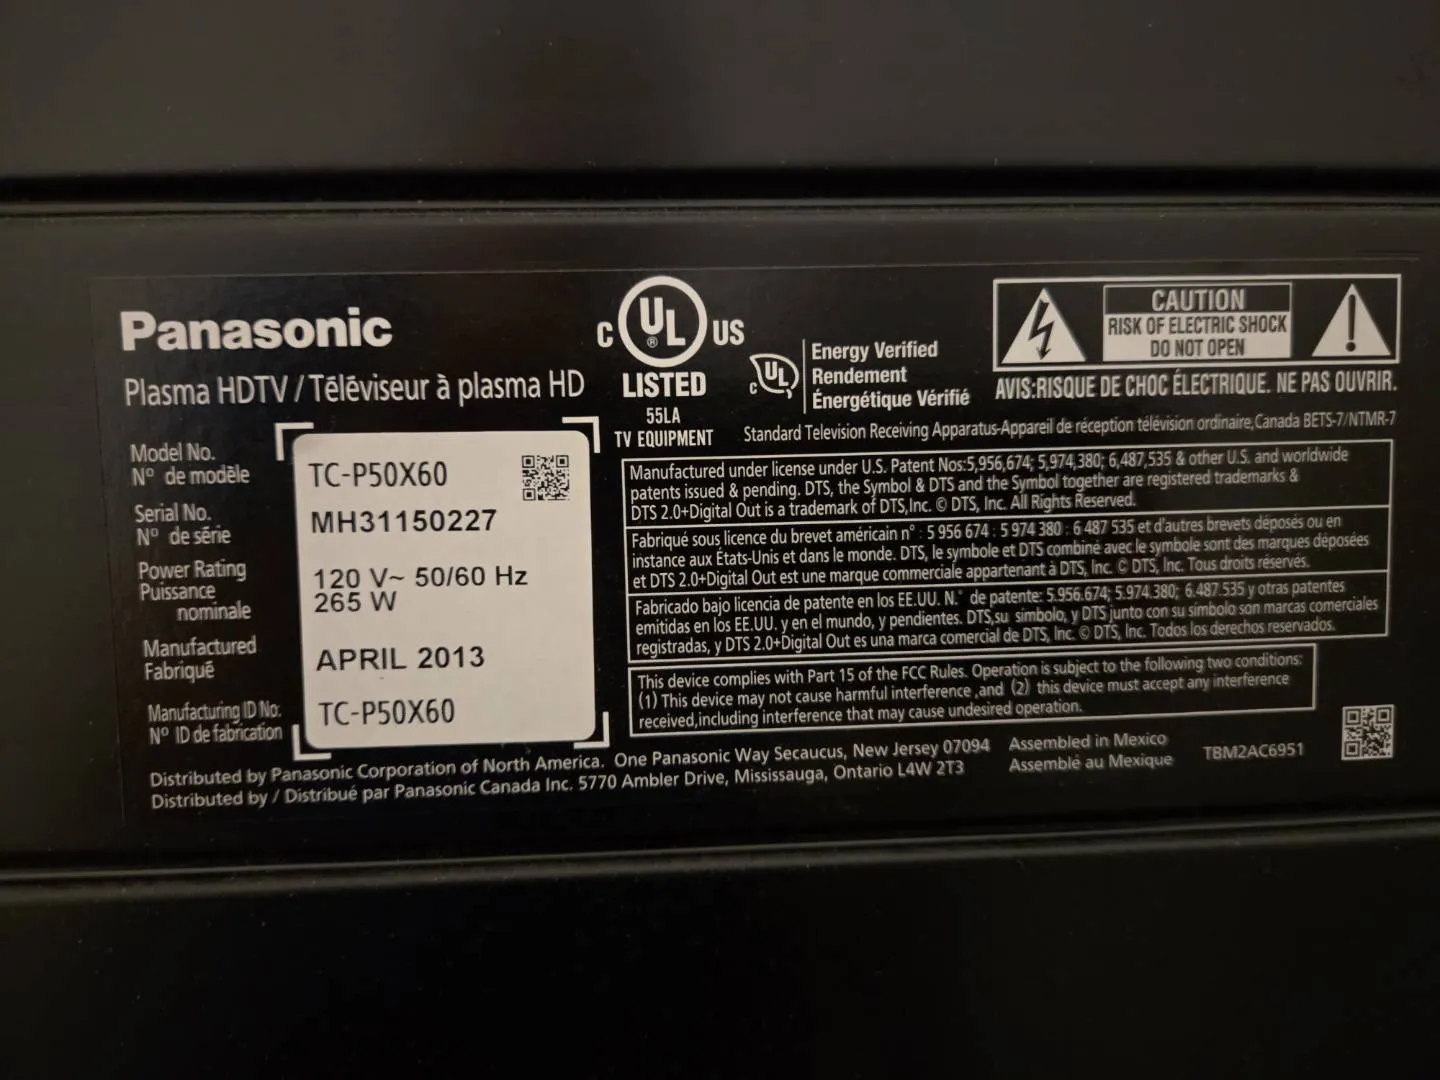 Panasonic
Plasma HDTV / Téléviseur à plasma HD
Model No.
Nº de modèle
TC-P50X60
Serial No.
Nº de série
MH31150227
Power Rating
Puissance
nominale
120 V~ 50/60 Hz
265 W
Manufactured
Fabriqué
APRIL 2013
Manufacturing ID No:
Nº ID de fabrication
TC-P50X60
C UL ® US
LISTED
55LA
TV EQUIPMENT
c UL
Energy Verified
Rendement
Énergétique Vérifié
CAUTION
RISK OF ELECTRIC SHOCK
DO NOT OPEN
AVIS:RISQUE DE CHOC ÉLECTRIQUE. NE PAS OUVRIR.
Standard Television Receiving Apparatus-Appareil de réception télévision ordinaire,Canada BETS-7/NTMR-7
Manufactured under license under U.S. Patent Nos:5,956,674; 5,974,380; 6,487,535 & other U.S. and worldwide
patents issued & pending. DTS, the Symbol & DTS and the Symbol together are registered trademarks &
DTS 2.0+Digital Out is a trademark of DTS,Inc. © DTS, Inc. All Rights Reserved.
Fabriqué sous licence du brevet américain nº : 5 956 674 : 5 974 380 : 6 487 535 et d'autres brevets déposés ou en
instance aux États-Unis et dans le monde. DTS, le symbole et DTS combiné avec le symbole sont des marques déposées
et DTS 2.0+Digital Out est une marque commerciale appartenant à DTS, Inc. © DTS, Inc. Tous droits réservés.
Fabricado bajo licencia de patente en los EE.UU. N.° de patente: 5.956.674; 5.974.380; 6.487.535 y otras patentes
emitidas en los EE.UU. y en el mundo, y pendientes. DTS,su símbolo, y DTS junto con su símbolo son marcas comerciales
registradas, y DTS 2.0+Digital Out es una marca comercial de DTS, Inc. © DTS, Inc. Todos los derechos reservados.
This device complies with Part 15 of the FCC Rules. Operation is subject to the following two conditions:
(1) This device may not cause harmful interference ,and (2) this device must accept any interference
received,including interference that may cause undesired operation.
Distributed by Panasonic Corporation of North America. One Panasonic Way Secaucus, New Jersey 07094
Distributed by / Distribué par Panasonic Canada Inc. 5770 Ambler Drive, Mississauga, Ontario L4W 2T3
Assembled in Mexico
Assemblé au Mexique
TBM2AC6951